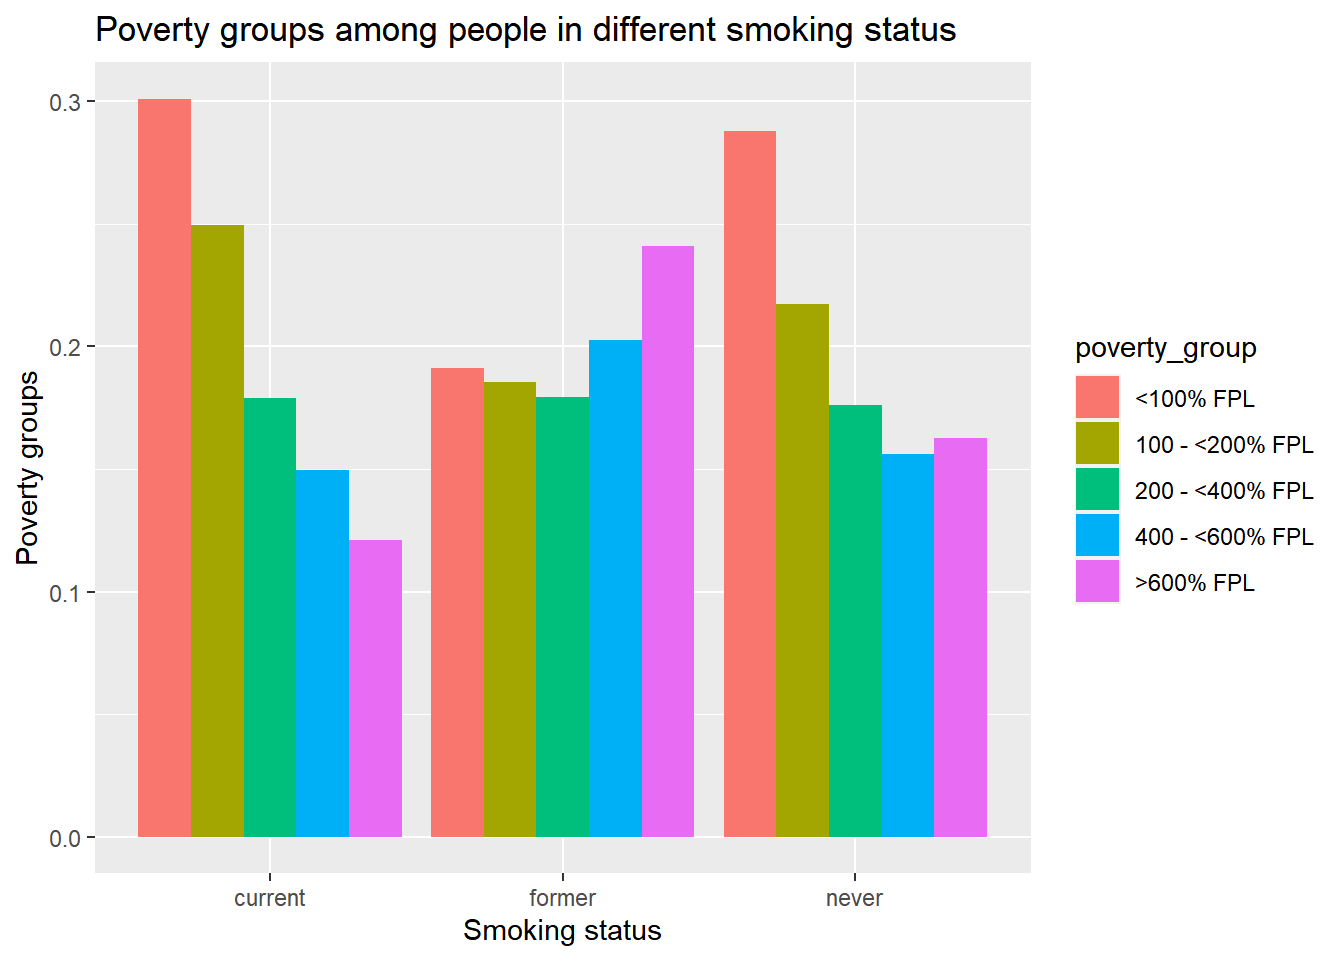 Poverty groups among people in different smoking status
Poverty groups
0.3
0.2
0.1
0.0
current former never
Smoking status
poverty_group
<100% FPL
100 - <200% FPL
200 - <400% FPL
400 - <600% FPL
>600% FPL